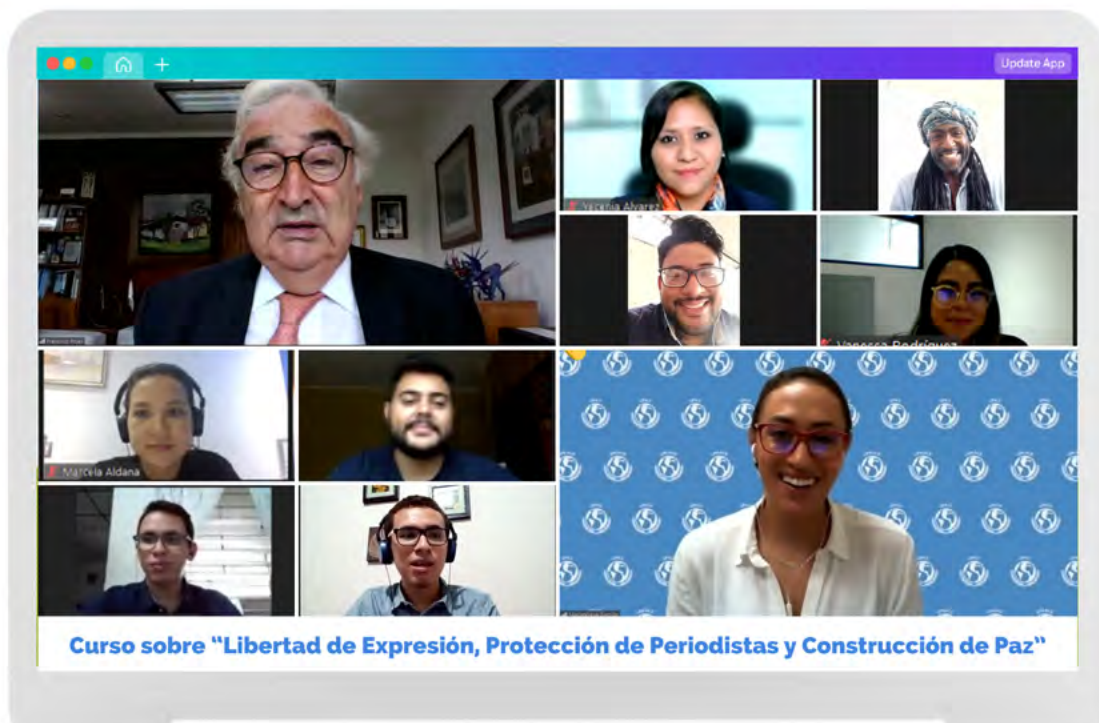 Update App
Yecenia Alvarez
Vanessa Rodríguez
Marcela Aldana
Curso sobre “Libertad de Expresión, Protección de Periodistas y Construcción de Paz”